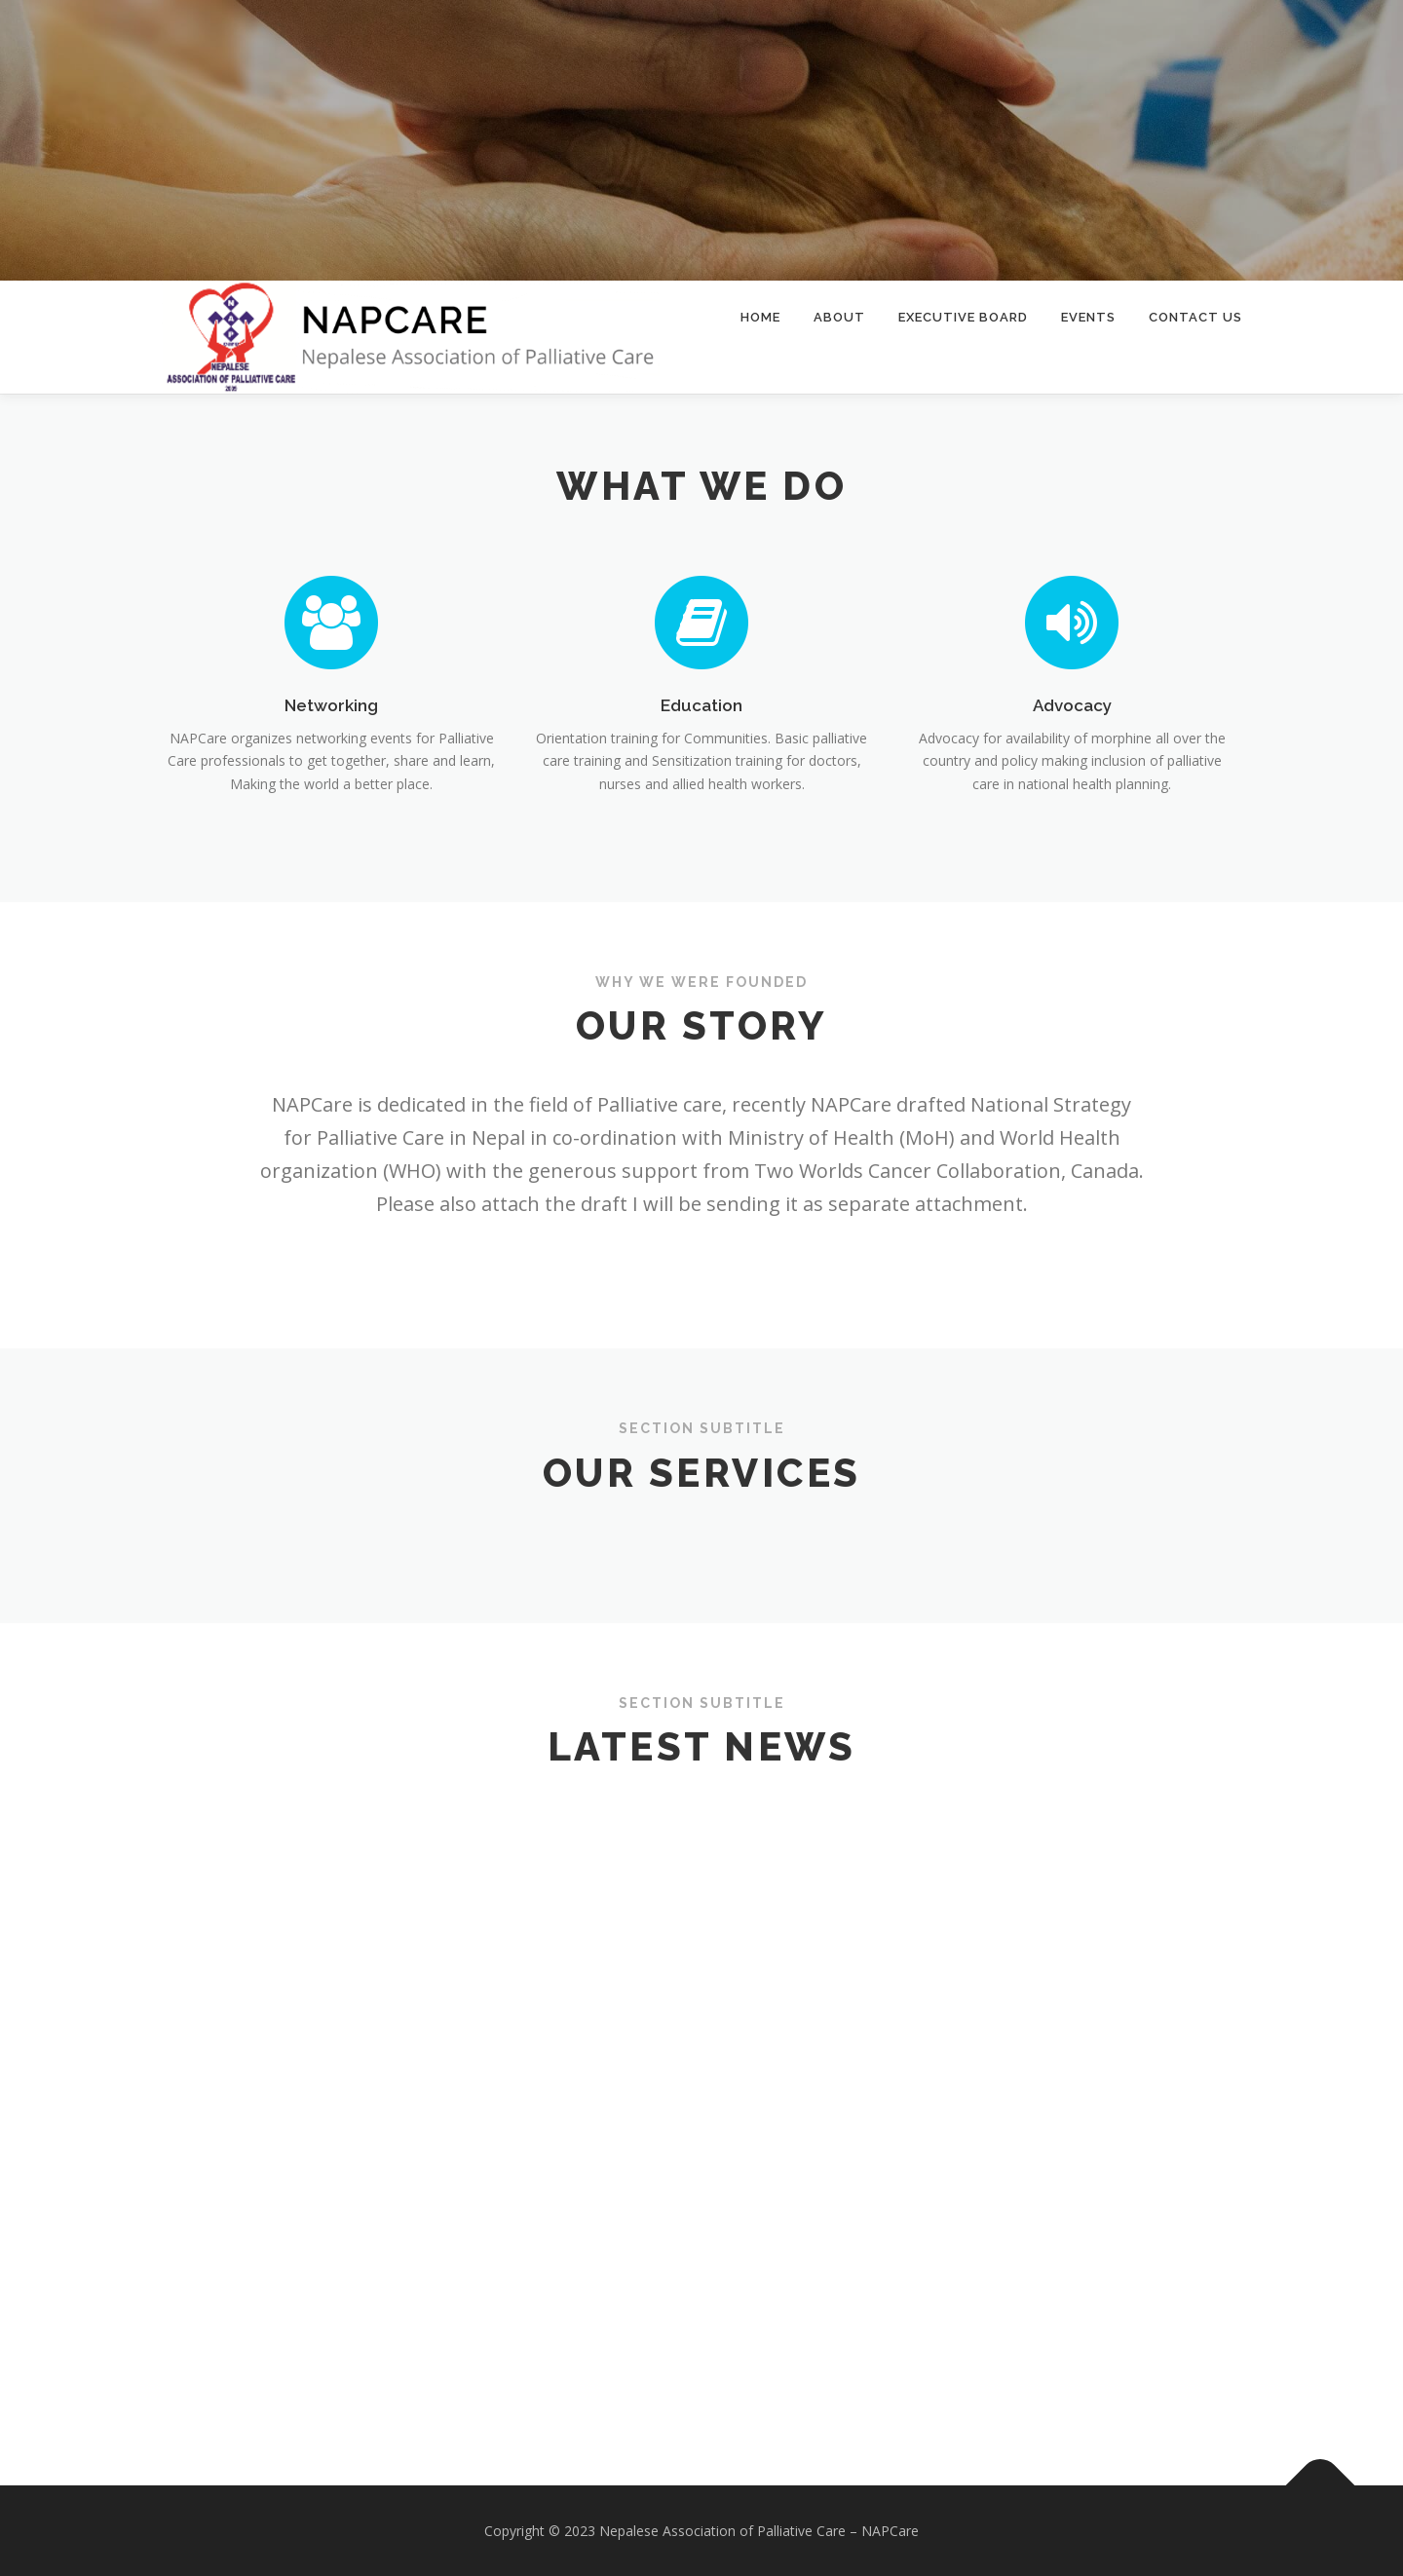 N
A P
C
NEPALESE
ASSOCIATION OF PALLIATIVE CARE
NAPCARE
Nepalese Association of Palliative Care
HOME ABOUT EXECUTIVE BOARD EVENTS CONTACT US
WHAT WE DO
Networking
NAPCare organizes networking events for Palliative
Care professionals to get together, share and learn,
Making the world a better place.
Education
Orientation training for Communities. Basic palliative
care training and Sensitization training for doctors,
nurses and allied health workers.
Advocacy
Advocacy for availability of morphine all over the
country and policy making inclusion of palliative
care in national health planning.
WHY WE WERE FOUNDED
OUR STORY
NAPCare is dedicated in the field of Palliative care, recently NAPCare drafted National Strategy
for Palliative Care in Nepal in co-ordination with Ministry of Health (MoH) and World Health
organization (WHO) with the generous support from Two Worlds Cancer Collaboration, Canada.
Please also attach the draft I will be sending it as separate attachment.
SECTION SUBTITLE
OUR SERVICES
SECTION SUBTITLE
LATEST NEWS
Copyright © 2023 Nepalese Association of Palliative Care – NAPCare